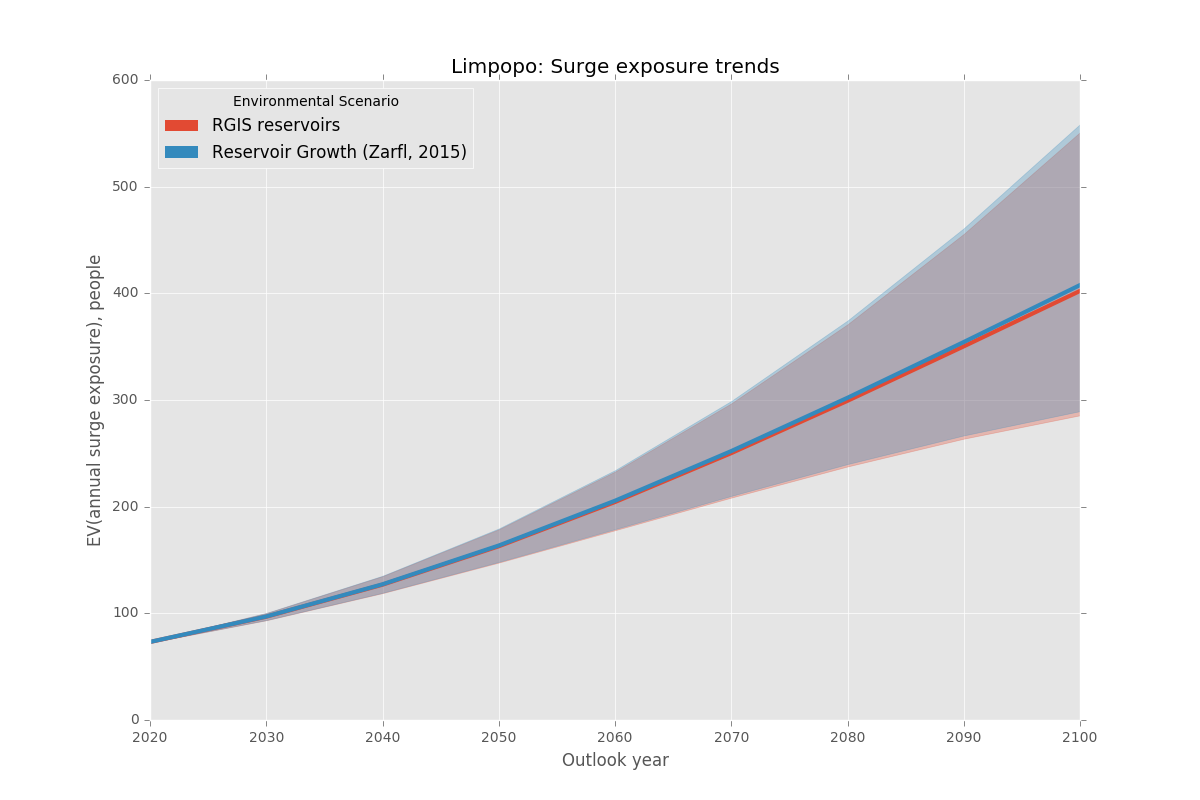 Limpopo: Surge exposure trends
Environmental Scenario
RGIS reservoirs
Reservoir Growth (Zarfl, 2015)
EV(annual surge exposure), people
600
500
400
300
200
100
0
2020 2030 2040 2050 2060 2070 2080 2090 2100
Outlook year